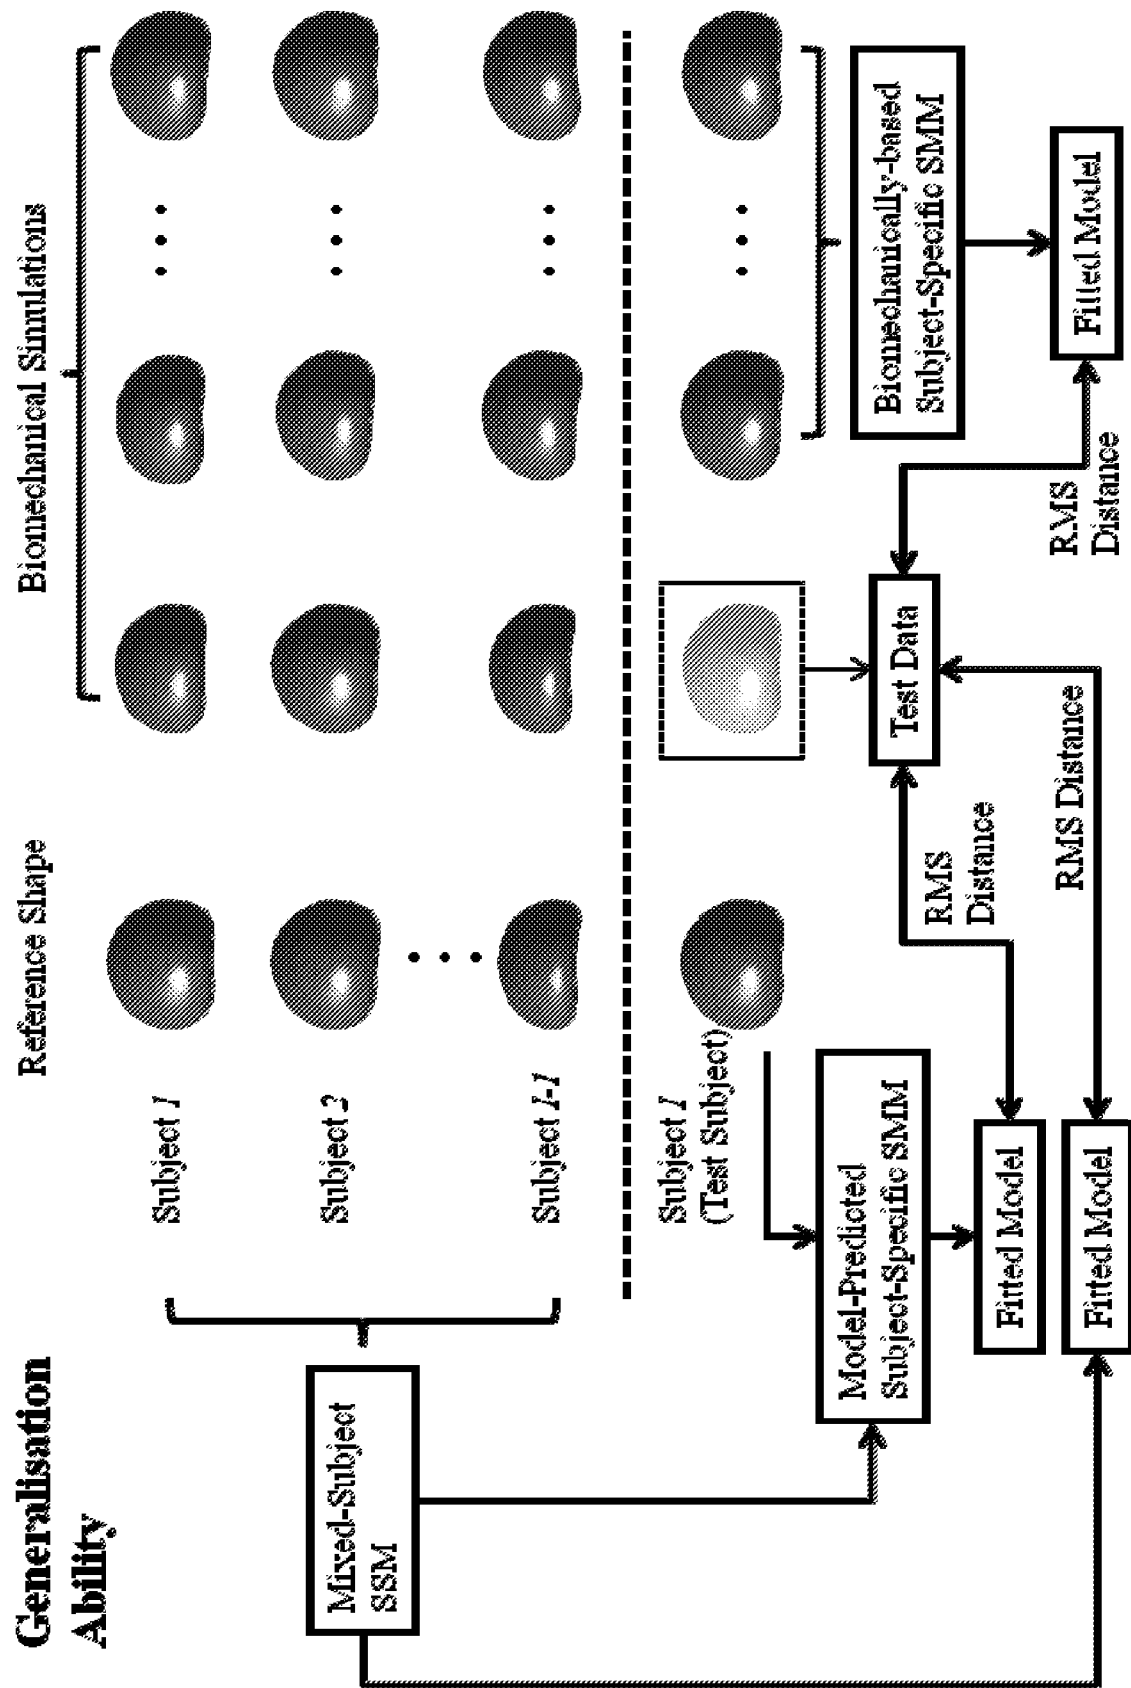 Generalisation
Ability
Reference Shape
Biomechanical Simulations
Subject 1
Subject 2
Subject I-1
Subject I
(Test Subject)
Mixed-Subject
SSM
Model-Predicted
Subject-Specific SMM
Biomechanically-based
Subject-Specific SMM
Test Data
RMS
Distance
RMS
Distance
RMS Distance
Fitted Model
Fitted Model
Fitted Model